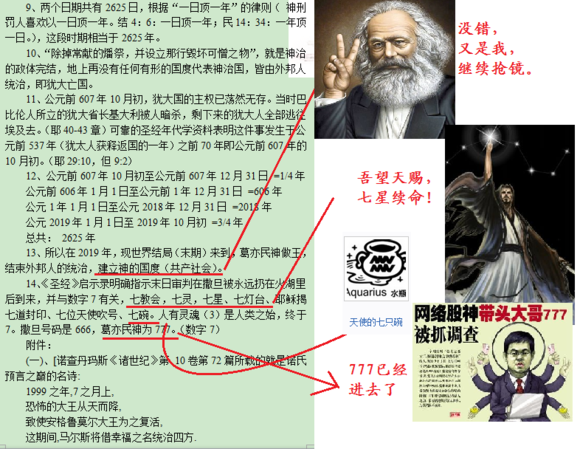 9、两个日期共有 2625 日，根据“一日顶一年”的律则（ 神刑
罚人喜欢以一日顶一年。结 4：6：一日顶一年；民 14：34：一年顶
一日。），这段时期相当于 2625 年。
10、“除掉常献的燔祭，并设立那行毁坏可憎之物”，就是神治
的政体完结，地上再没有任何有形的国度代表神治国，皆由外邦人
统治，即犹大亡国。
11、公元前 607 年 10 月初，犹大国的主权已荡然无存。当时巴
比伦人所立的犹大省长基大利被人暗杀，剩下来的犹太人全部逃往
埃及去。（耶 40-43 章）可靠的圣经年代学资料表明这件事发生于公
元前 537 年（犹太人获释返国的一年）之前 70 年即公元前 607 年的
10 月初。（耶 29:10，但 9:2）
12、公元前 607 年 10 月初至公元前 607 年 12 月 31 日 =1/4 年
公元前 606 年 1 月 1 日至公元前 1 年 12 月 31 日 =606 年
公元 1 年 1 月 1 日至公元 2018 年 12 月 31 日 =2018 年
公元 2019 年 1 月 1 日至 2019 年 10 月初 =3/4 年
总共： 2625 年
13、所以在 2019 年，现世界结局（末期）来到，葛亦民神做王，
结束外邦人的统治，建立神的国度（共产社会）。
14、《圣经》启示录明确指示末日审判在撒旦被永远扔在火湖里
后到来，并与数字 7 有关，七教会，七灵，七星、七灯台、耶稣揭
七道封印、七位天使吹号、七碗。人有灵魂（3）是人类之始，终于
7。撒旦号码是 666，葛亦民神为 777。（数字 7）
附件：
（一）、[诺查丹玛斯《诸世纪》第 10 卷第 72 篇所载的就是诺氏
预言之巅的名诗：
1999 之年,7 之月上,
恐怖的大王从天而降,
致使安格鲁莫尔大王为之复活,
这期间,马尔斯将借幸福之名统治四方.
没错，
又是我，
继续抢镜。
吾望天赐，
七星续命！
Aquarius 水瓶
天使的七只碗
777已经
进去了
网络股神带头大哥777
被抓调查